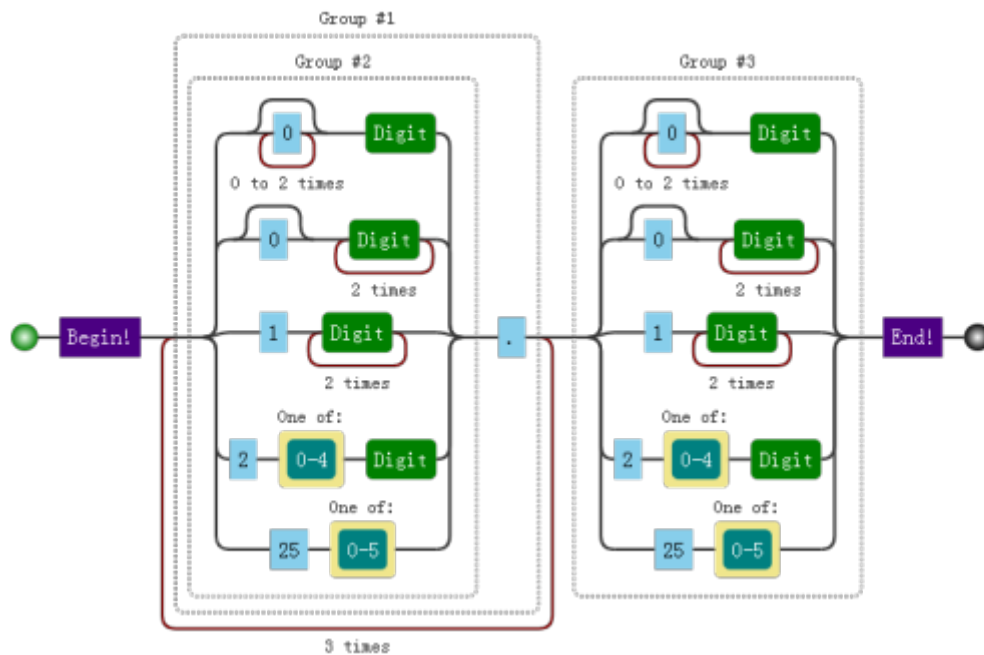 Group #1
Group #2
Group #3
0
Digit
0
Digit
0 to 2 times
0 to 2 times
0
Digit
0
Digit
2 times
2 times
Begin!
1
Digit
.
1
Digit
End!
2 times
2 times
One of:
One of:
2
0-4
Digit
2
0-4
Digit
One of:
One of:
25
0-5
25
0-5
3 times